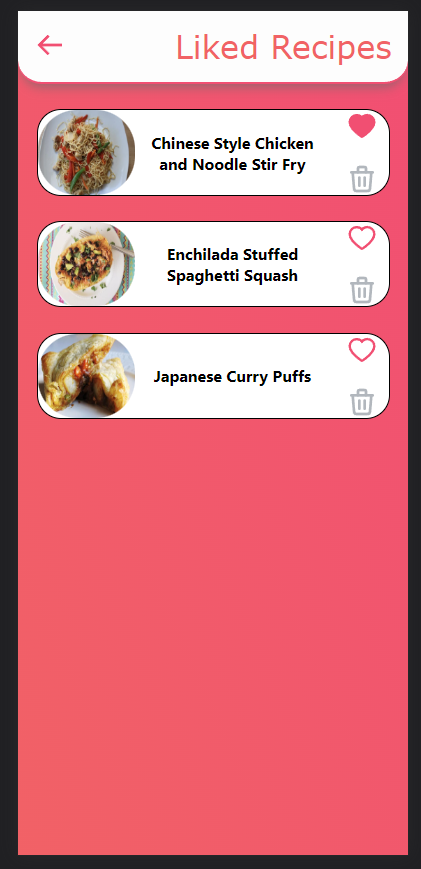 Liked Recipes
Chinese Style Chicken
and Noodle Stir Fry
Enchilada Stuffed
Spaghetti Squash
Japanese Curry Puffs